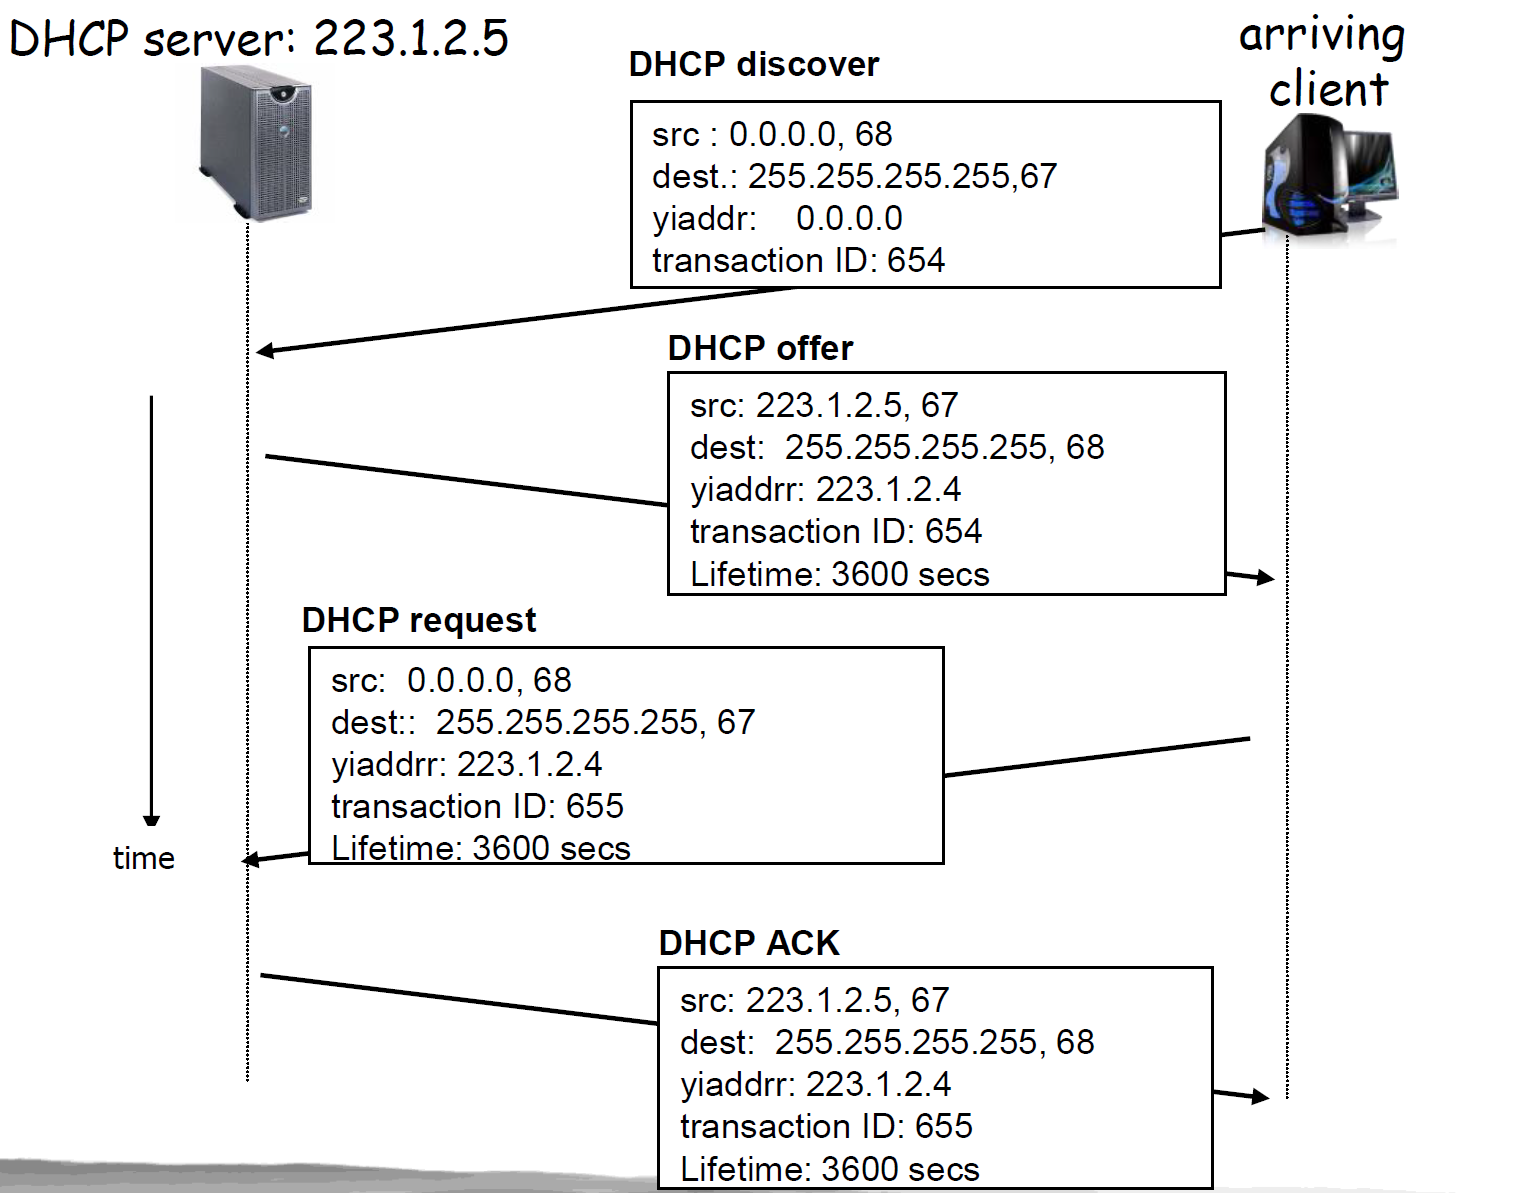 DHCP server: 223.1.2.5
arriving
client
DHCP discover
src : 0.0.0.0, 68
dest.: 255.255.255.255,67
yiaddr: 0.0.0.0
transaction ID: 654
DHCP offer
src: 223.1.2.5, 67
dest: 255.255.255.255, 68
yiaddrr: 223.1.2.4
transaction ID: 654
Lifetime: 3600 secs
DHCP request
src: 0.0.0.0, 68
dest:: 255.255.255.255, 67
yiaddrr: 223.1.2.4
transaction ID: 655
Lifetime: 3600 secs
time
DHCP ACK
src: 223.1.2.5, 67
dest: 255.255.255.255, 68
yiaddrr: 223.1.2.4
transaction ID: 655
Lifetime: 3600 secs